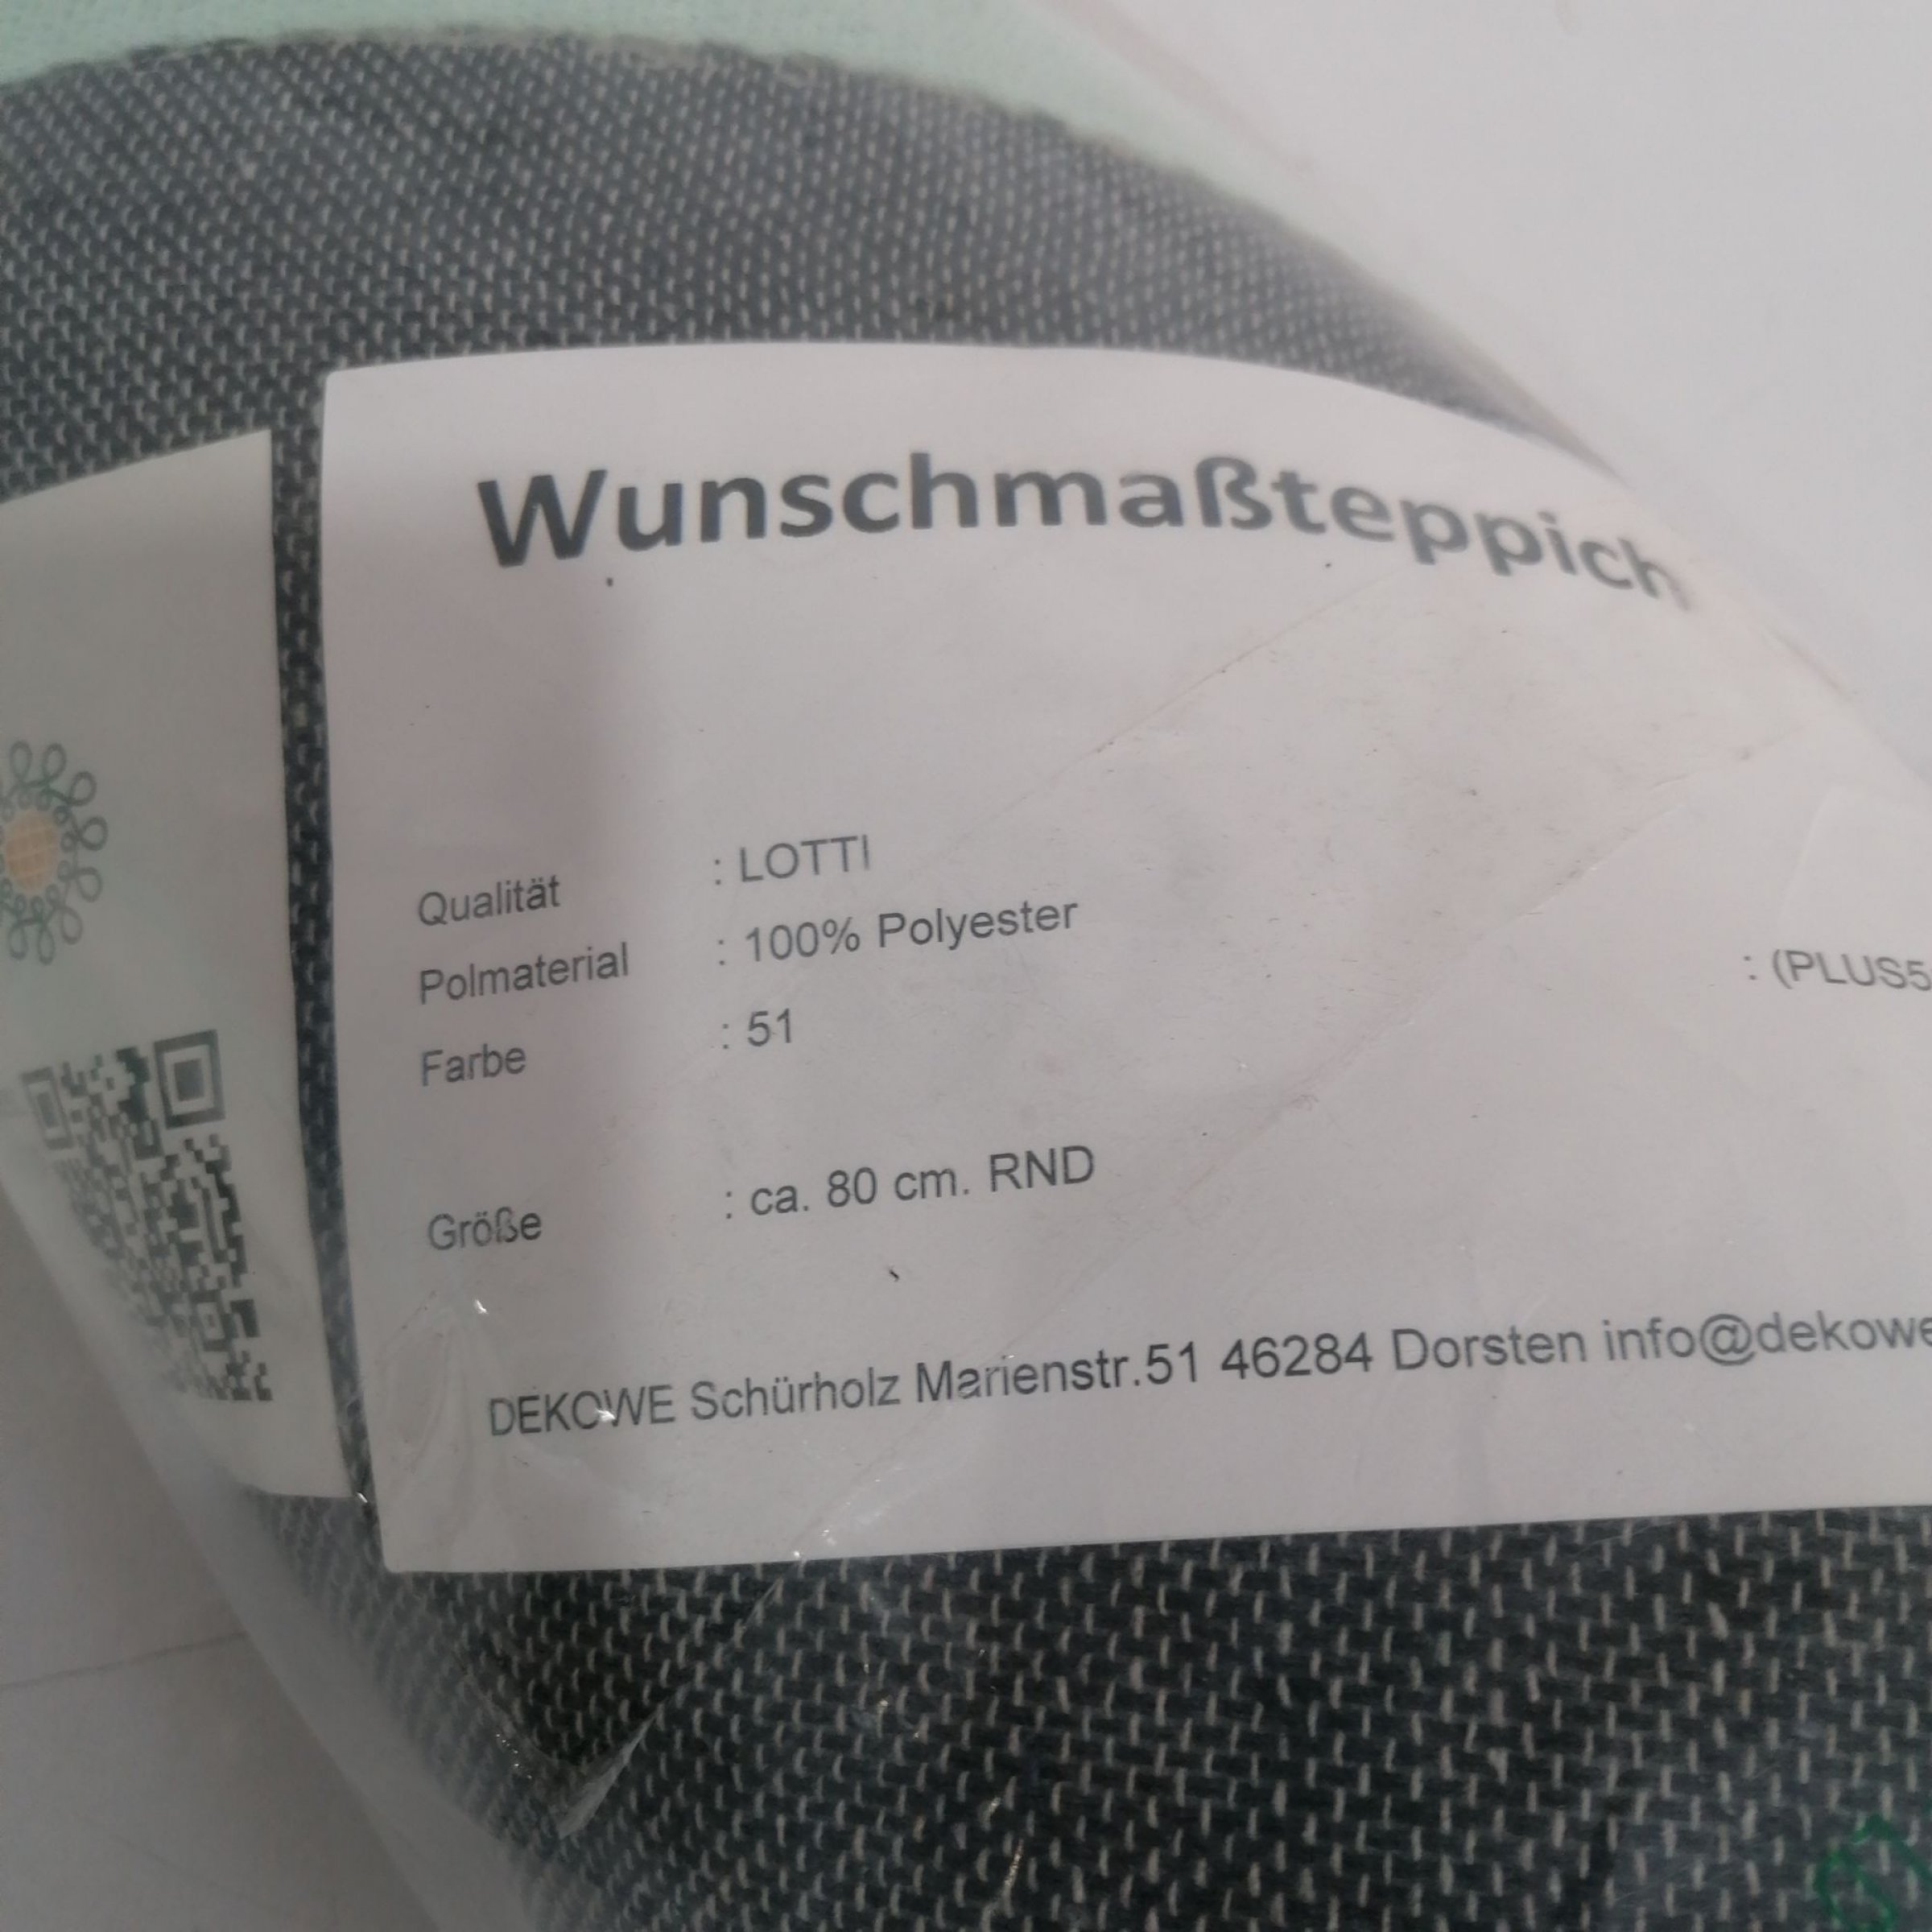 Wunschmaßteppich
Qualität : LOTTI
Polmaterial : 100% Polyester
Farbe : 51 : (PLUS5
Größe : ca. 80 cm. RND
DEKOWE Schürholz Marienstr.51 46284 Dorsten info@dekowe